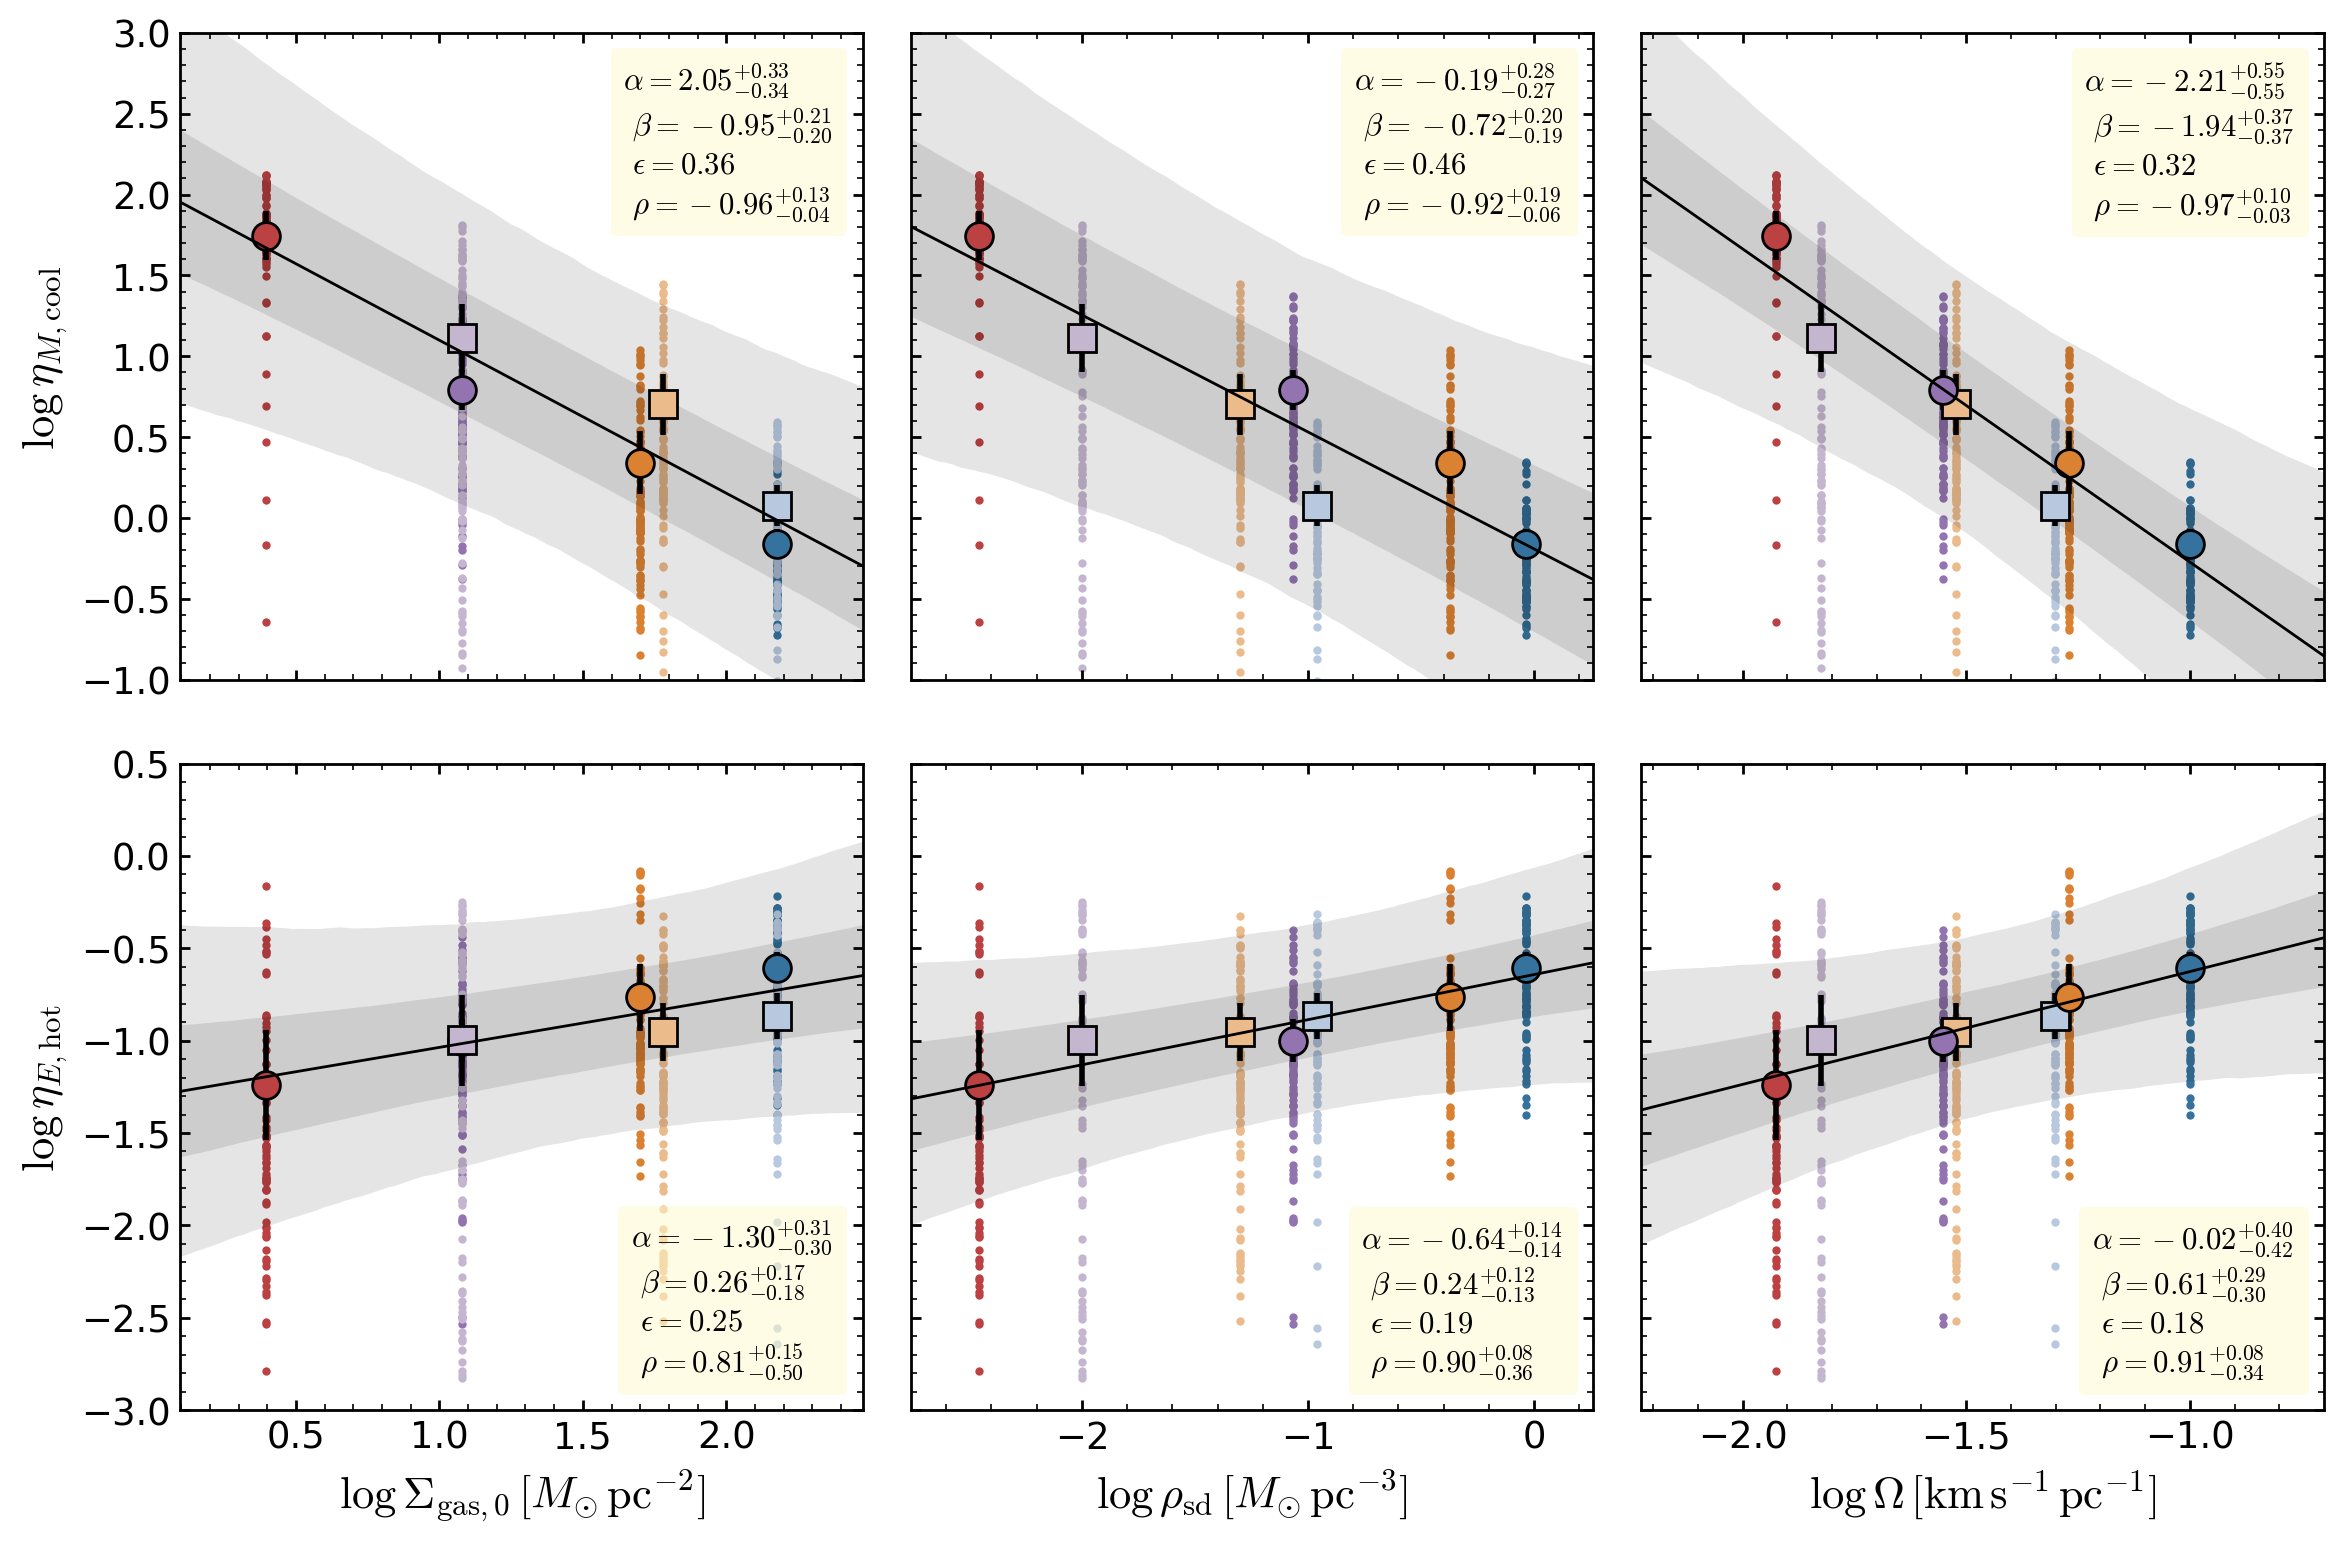 3.0
2.5
2.0
1.5
1.0
0.5
0.0
−0.5
−1.0
log η_{M, cool}
α = 2.05^{+0.33}_{−0.34}
β = −0.95^{+0.21}_{−0.20}
ϵ = 0.36
ρ = −0.96^{+0.13}_{−0.04}
α = −0.19^{+0.28}_{−0.27}
β = −0.72^{+0.20}_{−0.19}
ϵ = 0.46
ρ = −0.92^{+0.19}_{−0.06}
α = −2.21^{+0.55}_{−0.55}
β = −1.94^{+0.37}_{−0.37}
ϵ = 0.32
ρ = −0.97^{+0.10}_{−0.03}
0.5
0.0
−0.5
−1.0
−1.5
−2.0
−2.5
−3.0
log η_{E, hot}
α = −1.30^{+0.31}_{−0.30}
β = 0.26^{+0.17}_{−0.18}
ϵ = 0.25
ρ = 0.81^{+0.15}_{−0.50}
α = −0.64^{+0.14}_{−0.14}
β = 0.24^{+0.12}_{−0.13}
ϵ = 0.19
ρ = 0.90^{+0.08}_{−0.36}
α = −0.02^{+0.40}_{−0.42}
β = 0.61^{+0.29}_{−0.30}
ϵ = 0.18
ρ = 0.91^{+0.08}_{−0.34}
0.5 1.0 1.5 2.0
−2 −1 0
−2.0 −1.5 −1.0
log Σ_{gas, 0} [M_⊙ pc^{−2}]
log ρ_{sd} [M_⊙ pc^{−3}]
log Ω [km s^{−1} pc^{−1}]